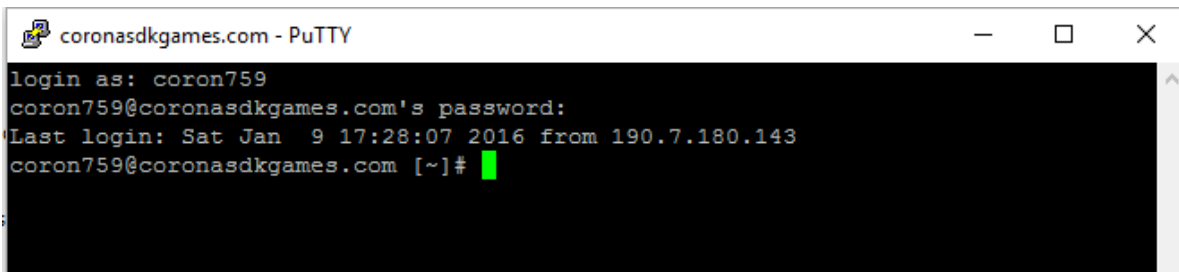 coronasdkgames.com - PuTTY
login as: coron759
coron759@coronasdkgames.com's password:
Last login: Sat Jan  9 17:28:07 2016 from 190.7.180.143
coron759@coronasdkgames.com [~]#